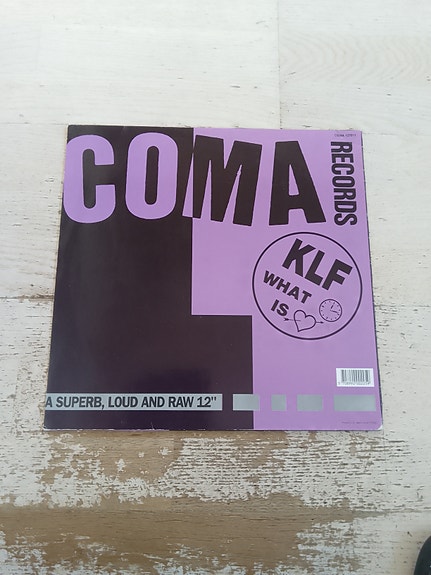 COMA
RECORDS
KLF
WHAT
IS
A SUPERB, LOUD AND RAW 12"